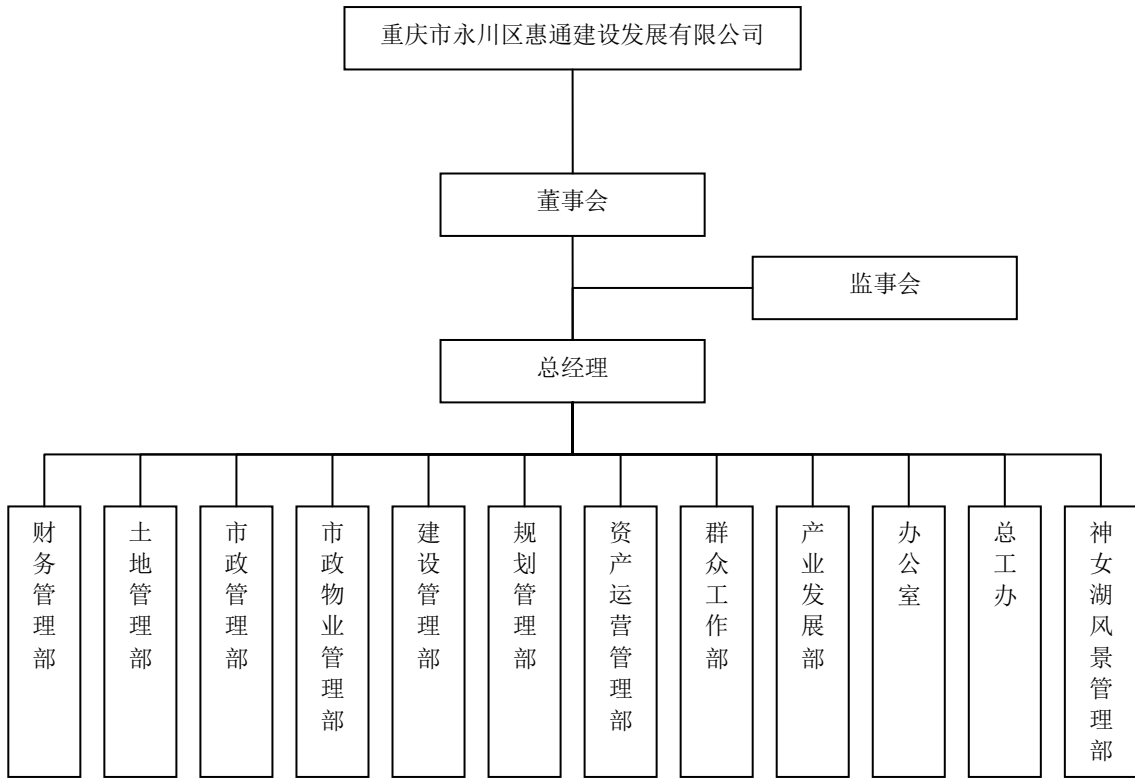 重庆市永川区惠通建设发展有限公司
董事会
监事会
总经理
财务管理部
土地管理部
市政管理部
市政物业管理部
建设管理部
规划管理部
资产运营管理部
群众工作部
产业发展部
办公室
总工办
神女湖风景管理部